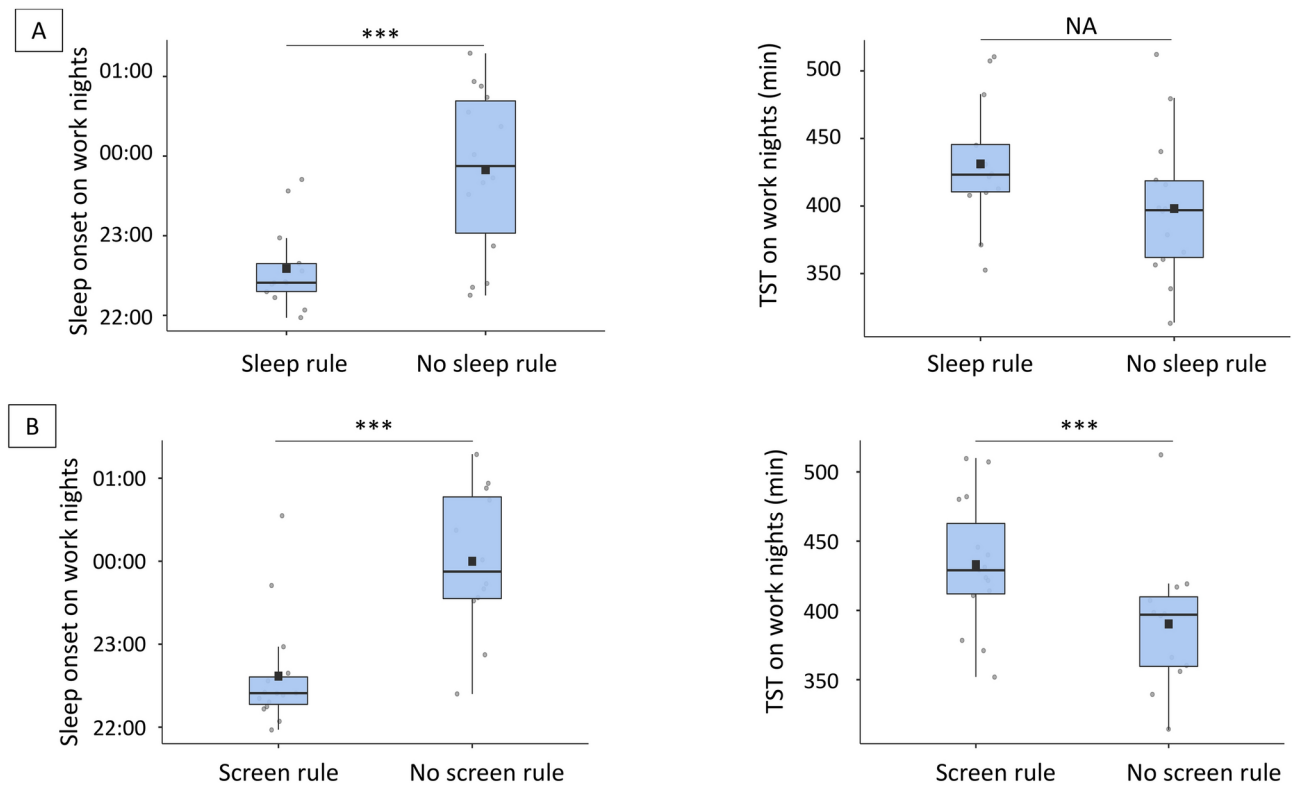 A
***
Sleep onset on work nights
01:00
00:00
23:00
22:00
Sleep rule
No sleep rule
NA
TST on work nights (min)
500
450
400
350
Sleep rule
No sleep rule
B
***
Sleep onset on work nights
01:00
00:00
23:00
22:00
Screen rule
No screen rule
***
TST on work nights (min)
500
450
400
350
Screen rule
No screen rule